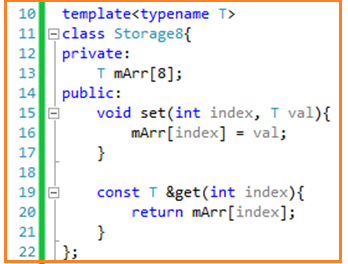 10 template<typename T>
11 class Storage8{
12 private:
13     T mArr[8];
14 public:
15     void set(int index, T val){
16         mArr[index] = val;
17     }
18
19     const T &get(int index){
20         return mArr[index];
21     }
22 };